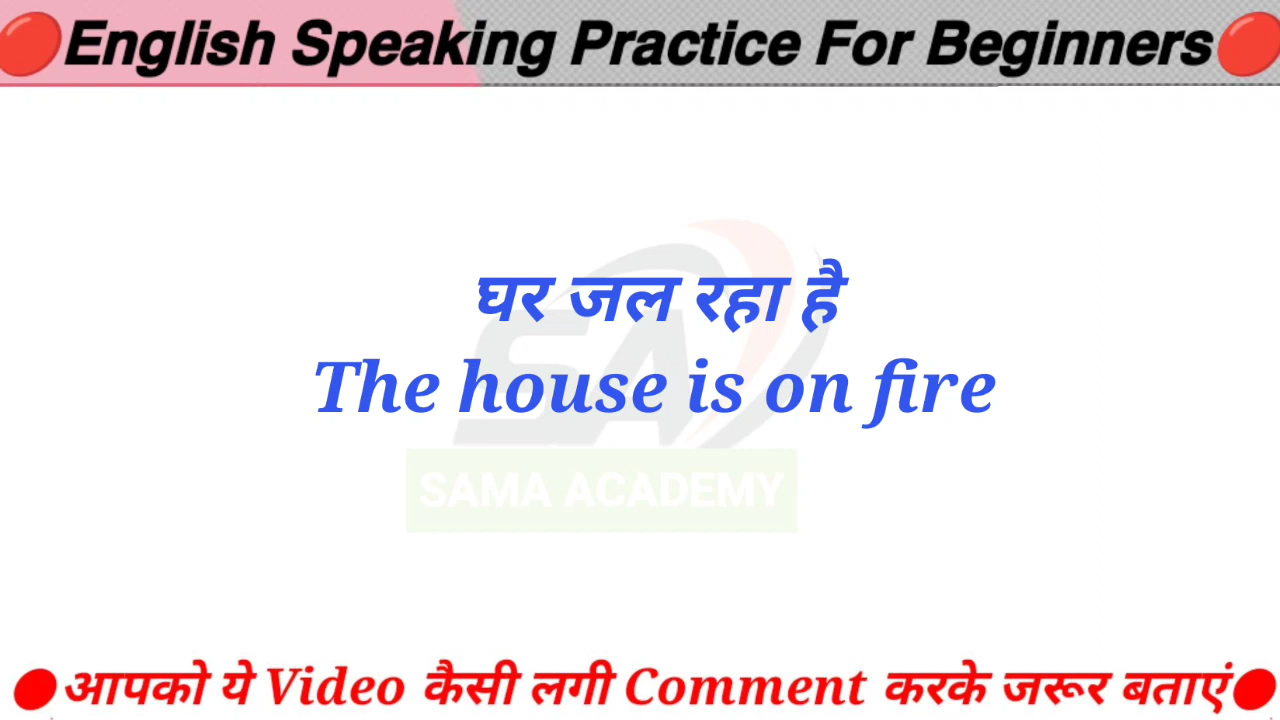 English Speaking Practice For Beginners
घर जल रहा है
The house is on fire
SA
SAMA ACADEMY
आपको ये Video कैसी लगी Comment करके जरूर बताएं